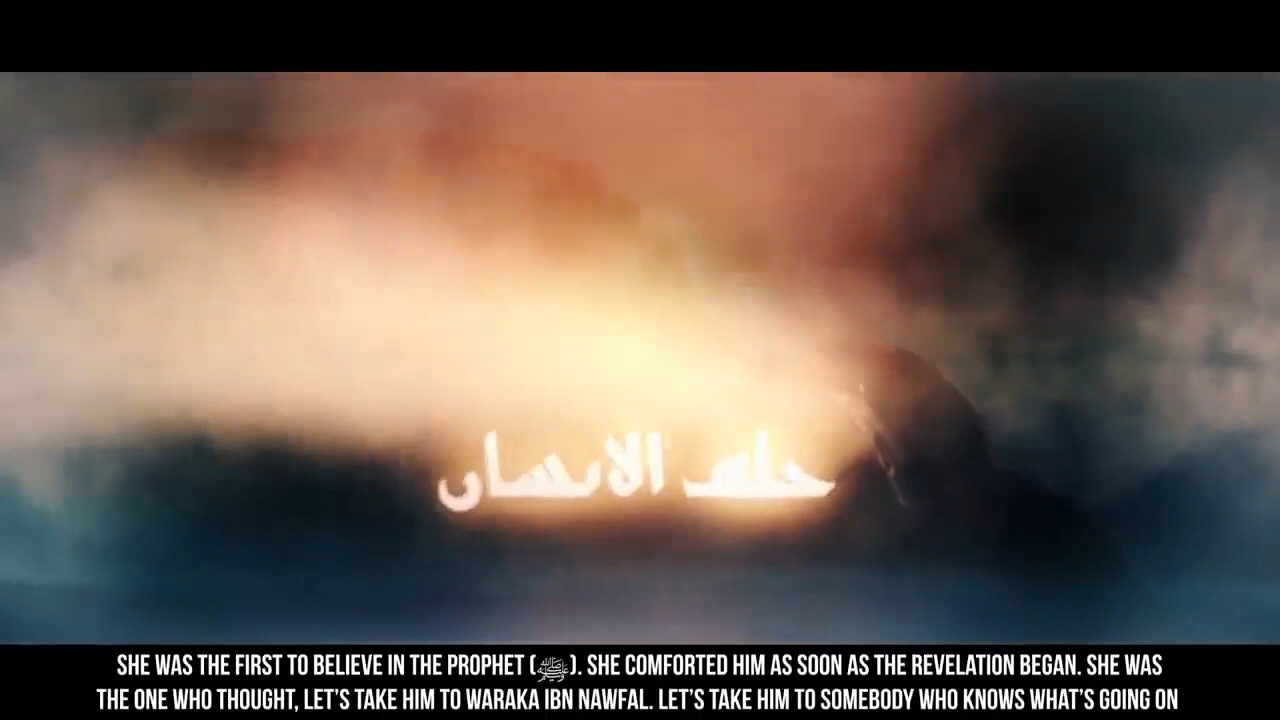 حلٯ الاٮساں
SHE WAS THE FIRST TO BELIEVE IN THE PROPHET (ﷺ). SHE COMFORTED HIM AS SOON AS THE REVELATION BEGAN. SHE WAS
THE ONE WHO THOUGHT, LET'S TAKE HIM TO WARAKA IBN NAWFAL. LET'S TAKE HIM TO SOMEBODY WHO KNOWS WHAT'S GOING ON